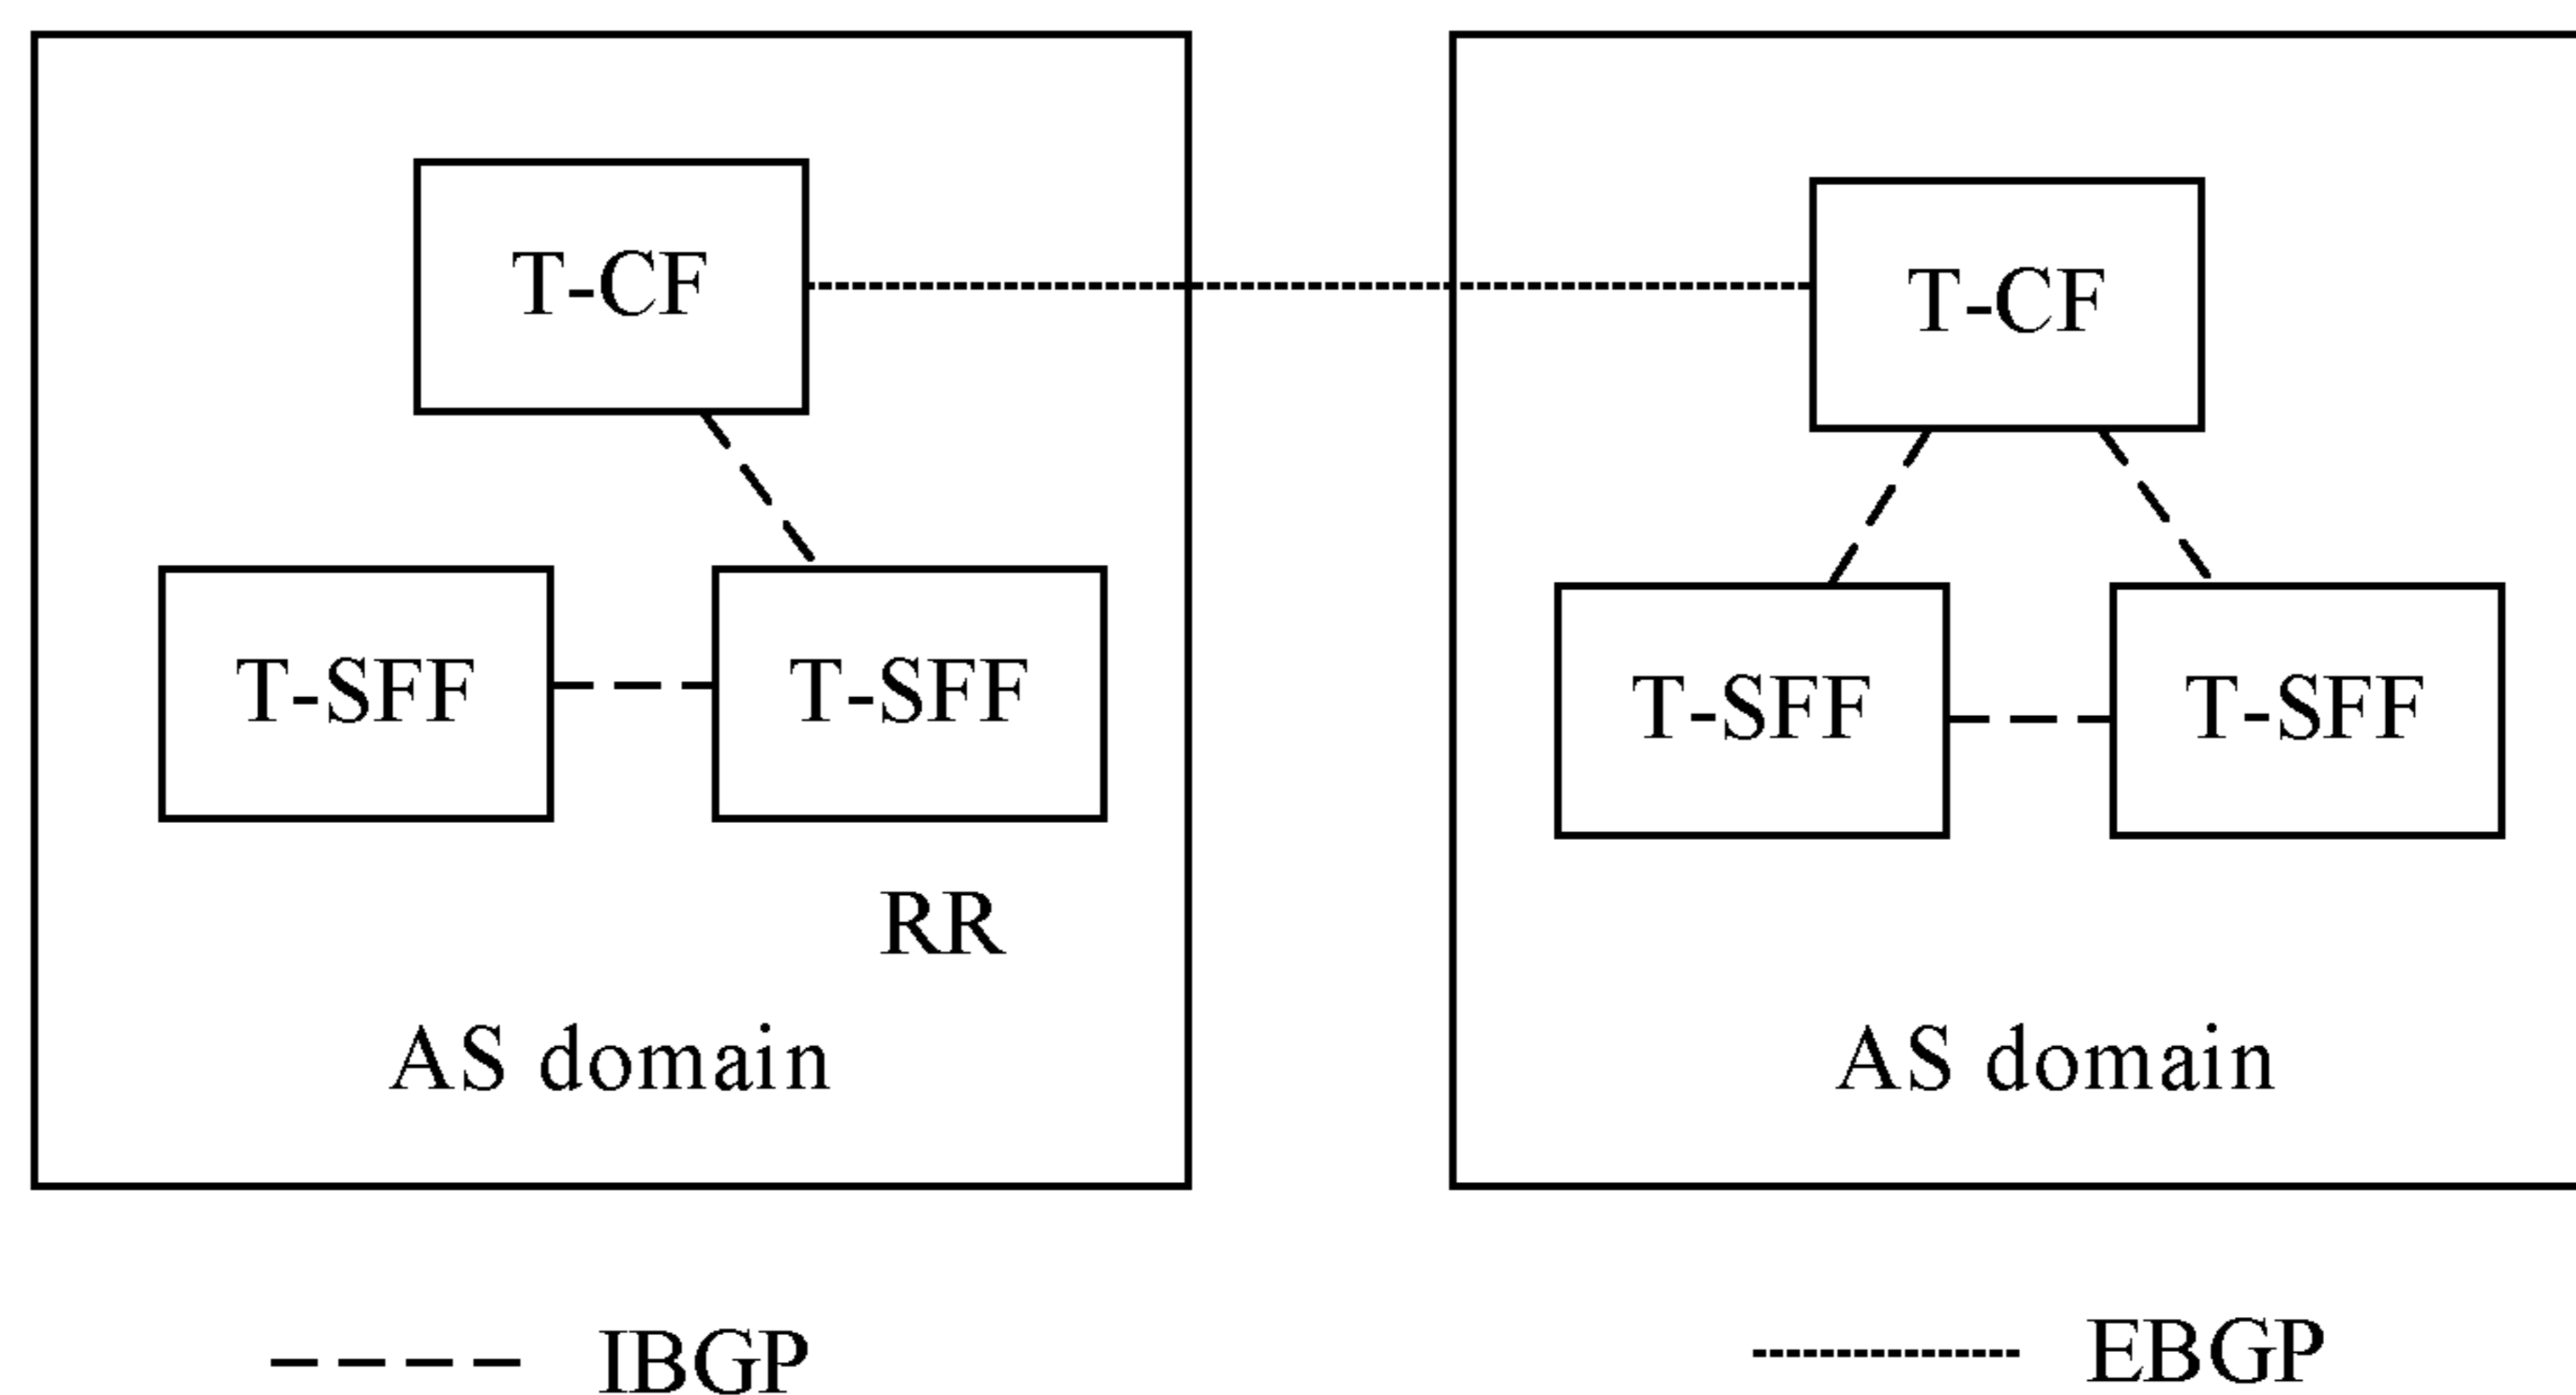 T-CF
T-CF
T-SFF
T-SFF
T-SFF
T-SFF
RR
AS domain
AS domain
IBGP
EBGP